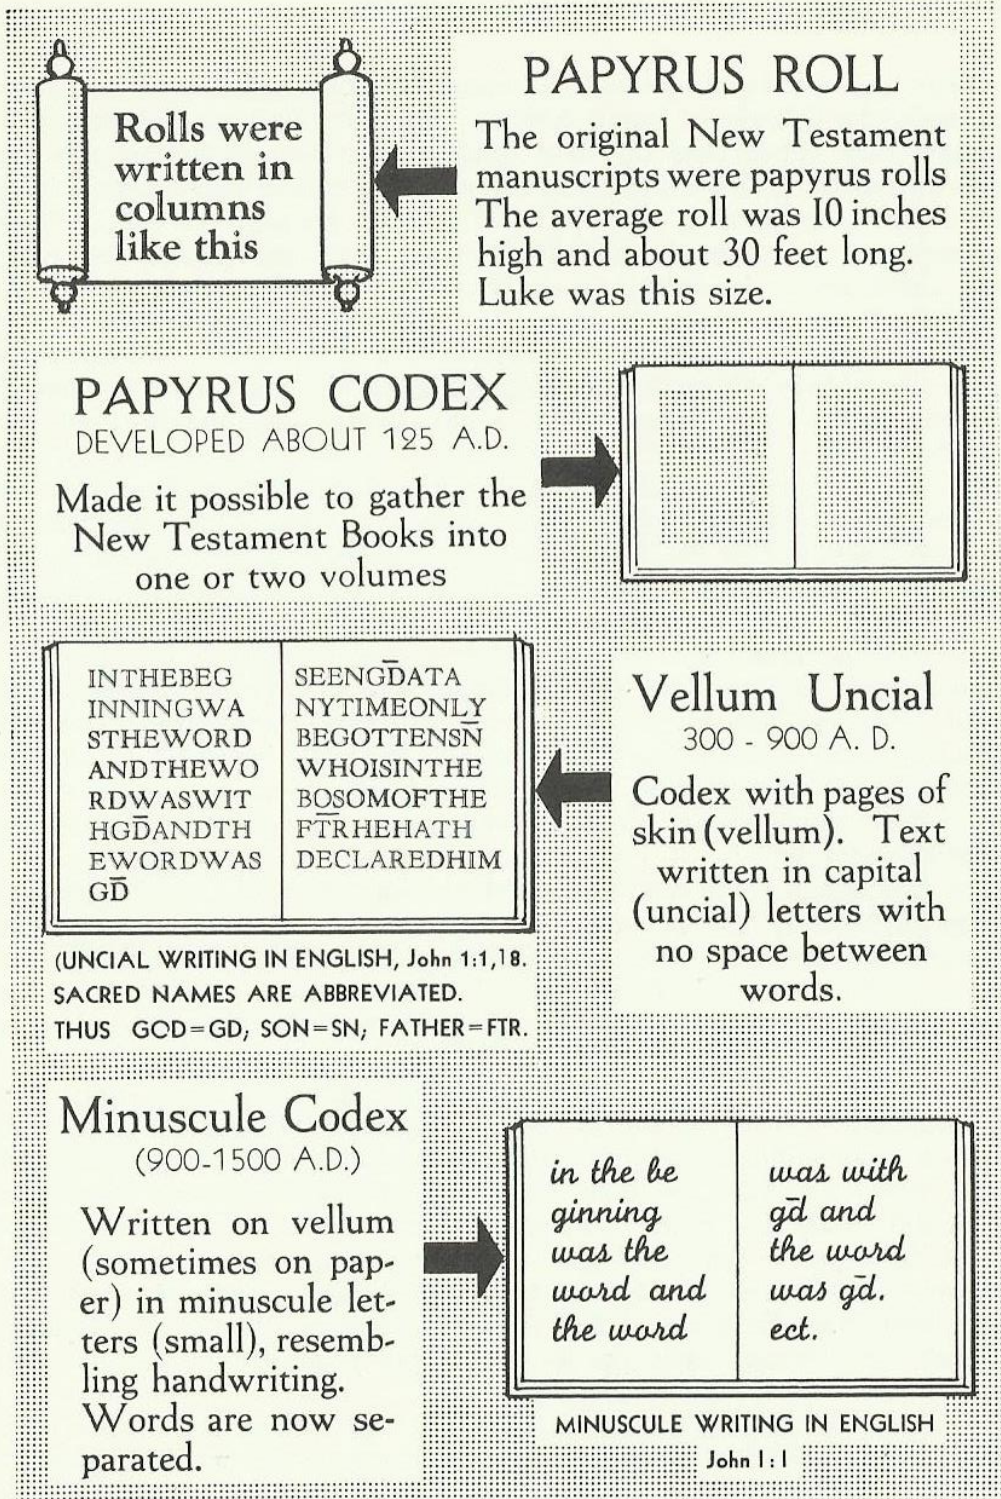 Rolls were
written in
columns
like this
PAPYRUS ROLL
The original New Testament
manuscripts were papyrus rolls
The average roll was 10 inches
high and about 30 feet long.
Luke was this size.
PAPYRUS CODEX
DEVELOPED ABOUT 125 A.D.
Made it possible to gather the
New Testament Books into
one or two volumes
INTHEBEG
INNINGWA
STHEWORD
ANDTHEWO
RDWASWIT
HGD̅ANDTH
EWORDWAS
GD̅
SEENGD̅ATA
NYTIMEONLY
BEGOTTENSN̅
WHOISINTHE
BOSOMOFTHE
FT̅RHEHATH
DECLAREDHIM
Vellum Uncial
300 - 900 A. D.
Codex with pages of
skin (vellum). Text
written in capital
(uncial) letters with
no space between
words.
(UNCIAL WRITING IN ENGLISH, John 1:1,18.
SACRED NAMES ARE ABBREVIATED.
THUS GOD=GD; SON=SN; FATHER=FTR.
Minuscule Codex
(900-1500 A.D.)
Written on vellum
(sometimes on pap-
er) in minuscule let-
ters (small), resemb-
ling handwriting.
Words are now se-
parated.
in the be
ginning
was the
word and
the word
was with
gd̅ and
the word
was gd̅.
ect.
MINUSCULE WRITING IN ENGLISH
John 1:1